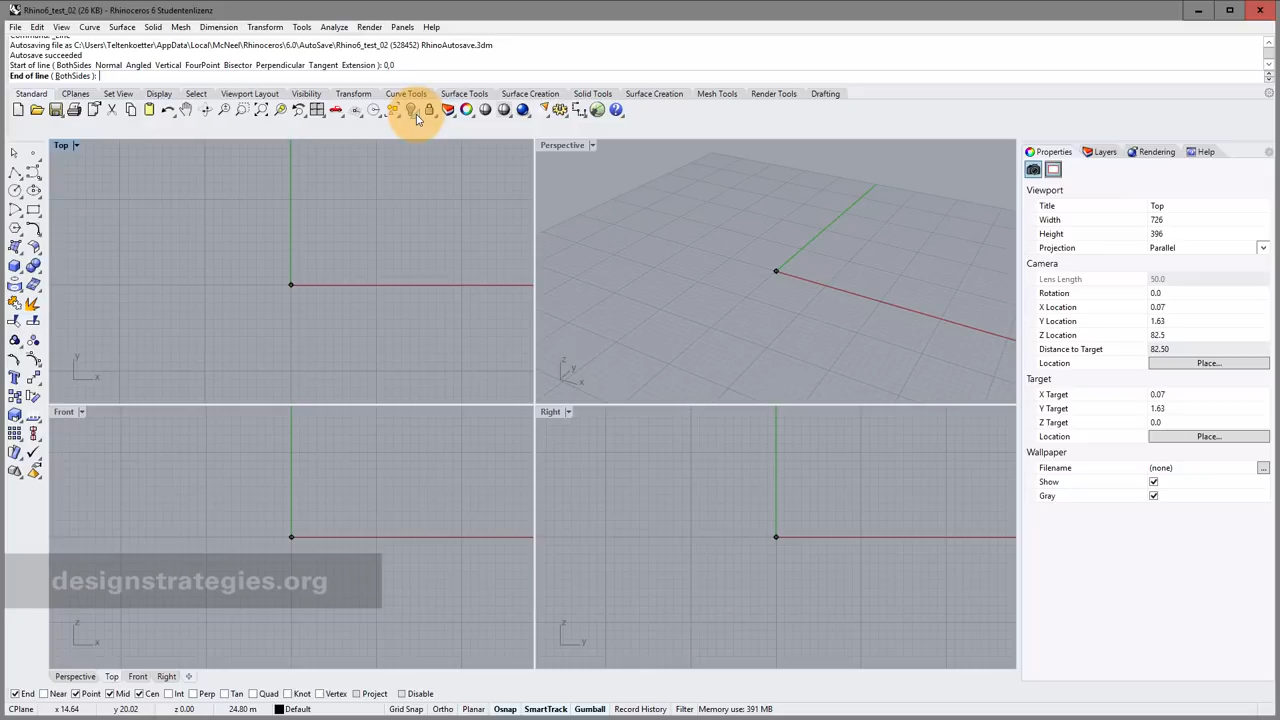 Rhino6_test_02 (26 KB) - Rhinoceros 6 Studentenlizenz
File Edit View Curve Surface Solid Mesh Dimension Transform Tools Analyze Render Panels Help
Autosaving file as C:\Users\Teltenkoetter\AppData\Local\McNeel\Rhinoceros\6.0\AutoSave\Rhino6_test_02 (528452) RhinoAutosave.3dm
Autosave succeeded
Start of line ( BothSides Normal Angled Vertical FourPoint Bisector Perpendicular Tangent Extension ): 0,0
End of line ( BothSides ):
Standard CPlanes Set View Display Select Viewport Layout Visibility Transform Curve Tools Surface Tools Surface Creation Solid Tools Surface Creation Mesh Tools Render Tools Drafting
Top
Perspective
y
x
z
y
x
Front
Right
z
x
z
y
designstrategies.org
Properties Layers Rendering Help
Viewport
Title Top
Width 726
Height 396
Projection Parallel
Camera
Lens Length 50.0
Rotation 0.0
X Location 0.07
Y Location 1.63
Z Location 82.5
Distance to Target 82.50
Location Place...
Target
X Target 0.07
Y Target 1.63
Z Target 0.0
Location Place...
Wallpaper
Filename (none) ...
Show
Gray
Perspective Top Front Right
End Near Point Mid Cen Int Perp Tan Quad Knot Vertex Project Disable
CPlane x 14.64 y 20.02 z 0.00 24.80 m Default Grid Snap Ortho Planar Osnap SmartTrack Gumball Record History Filter Memory use: 391 MB